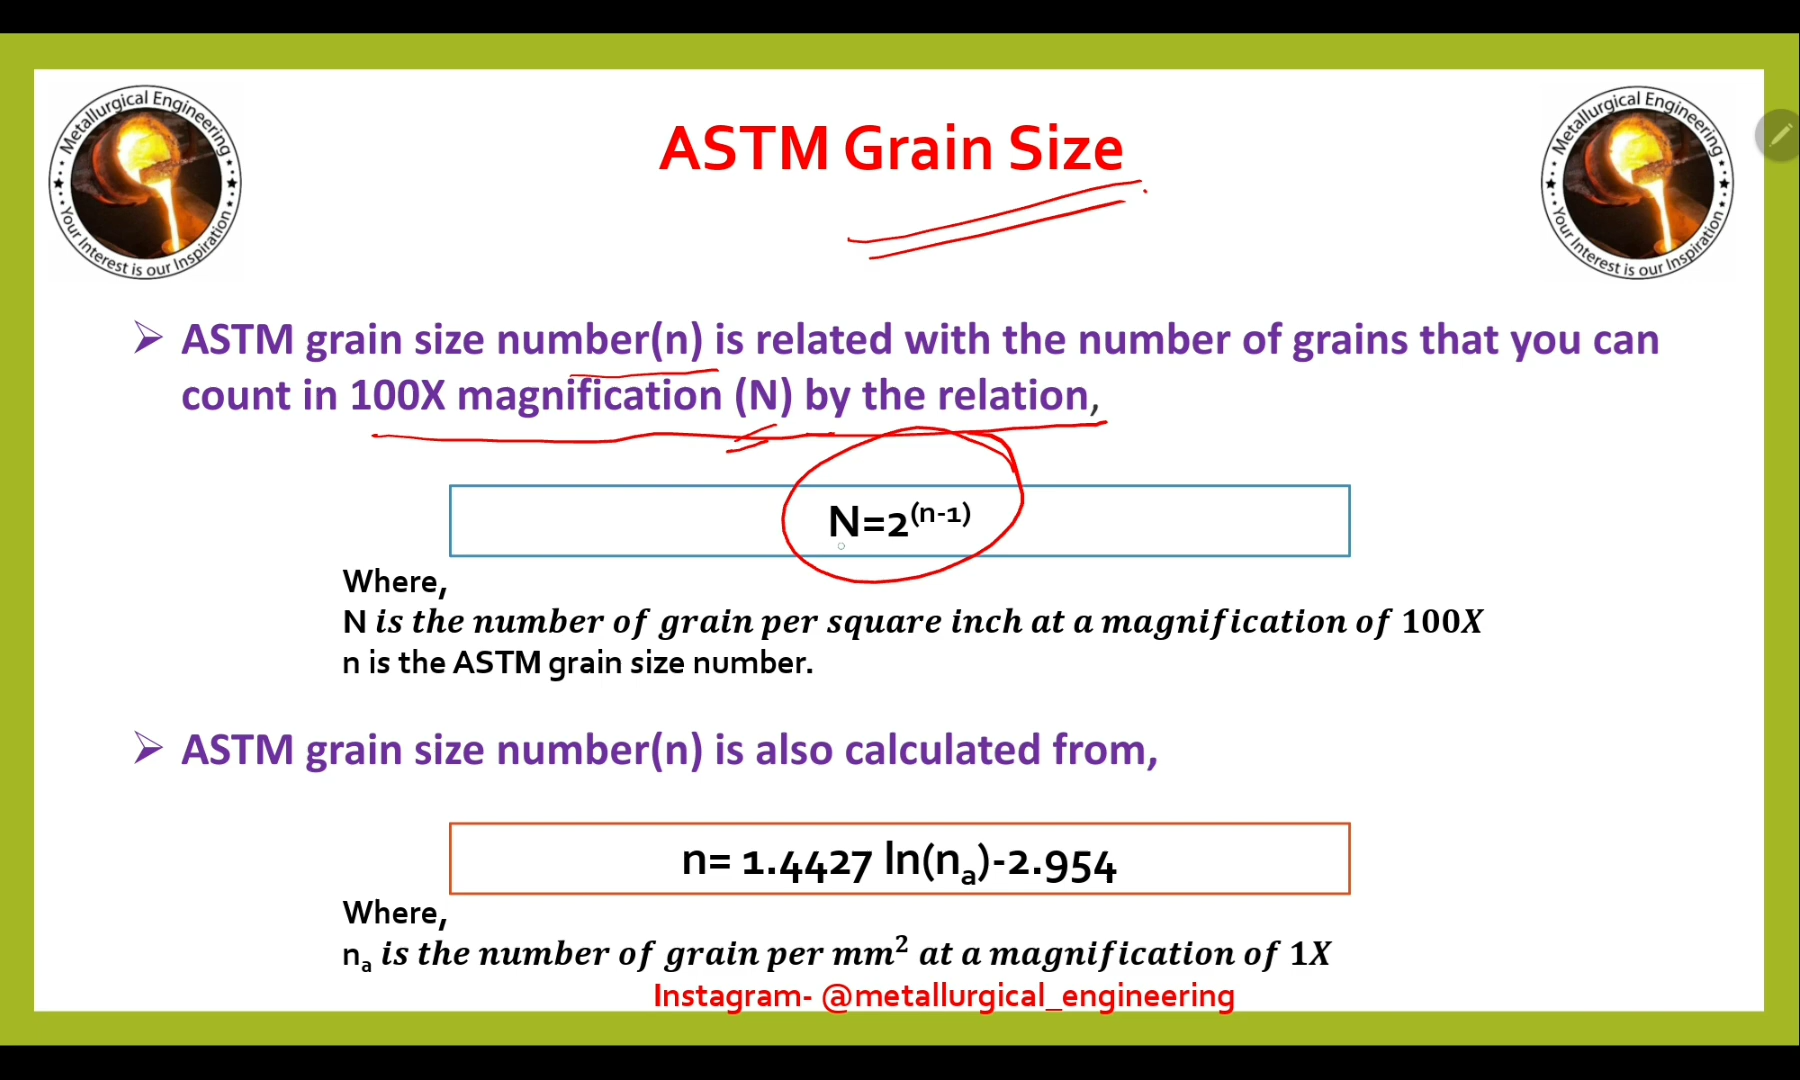 Metallurgical Engineering
Your Interest is our Inspiration
Metallurgical Engineering
Your Interest is our Inspiration
ASTM Grain Size
➢ ASTM grain size number(n) is related with the number of grains that you can
count in 100X magnification (N) by the relation,
N=2⁽ⁿ⁻¹⁾
Where,
N is the number of grain per square inch at a magnification of 100X
n is the ASTM grain size number.
➢ ASTM grain size number(n) is also calculated from,
n= 1.4427 ln(nₐ)-2.954
Where,
nₐ is the number of grain per mm² at a magnification of 1X
Instagram- @metallurgical_engineering